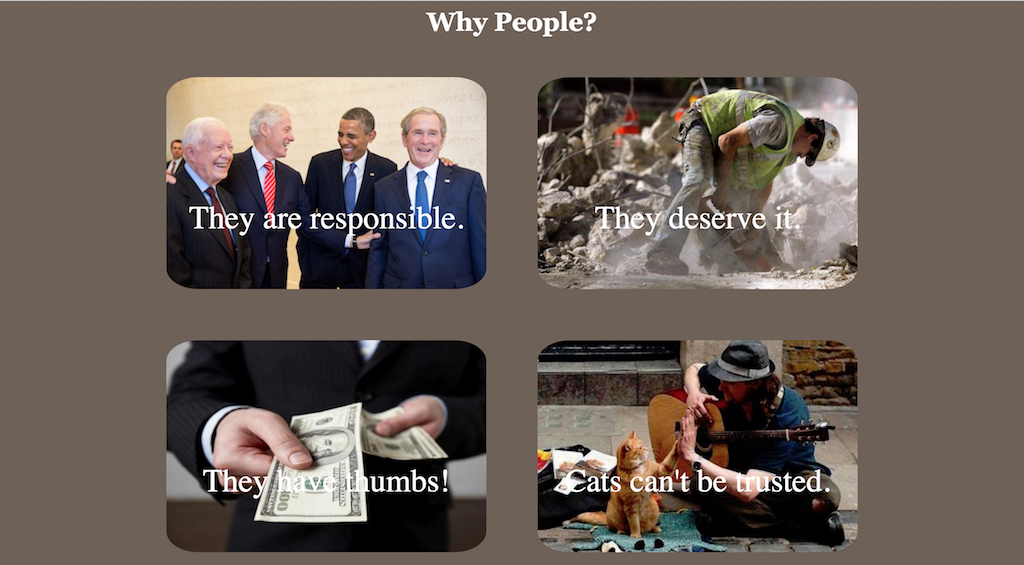 Why People?
They are responsible.
They deserve it.
They have thumbs!
Cats can't be trusted.